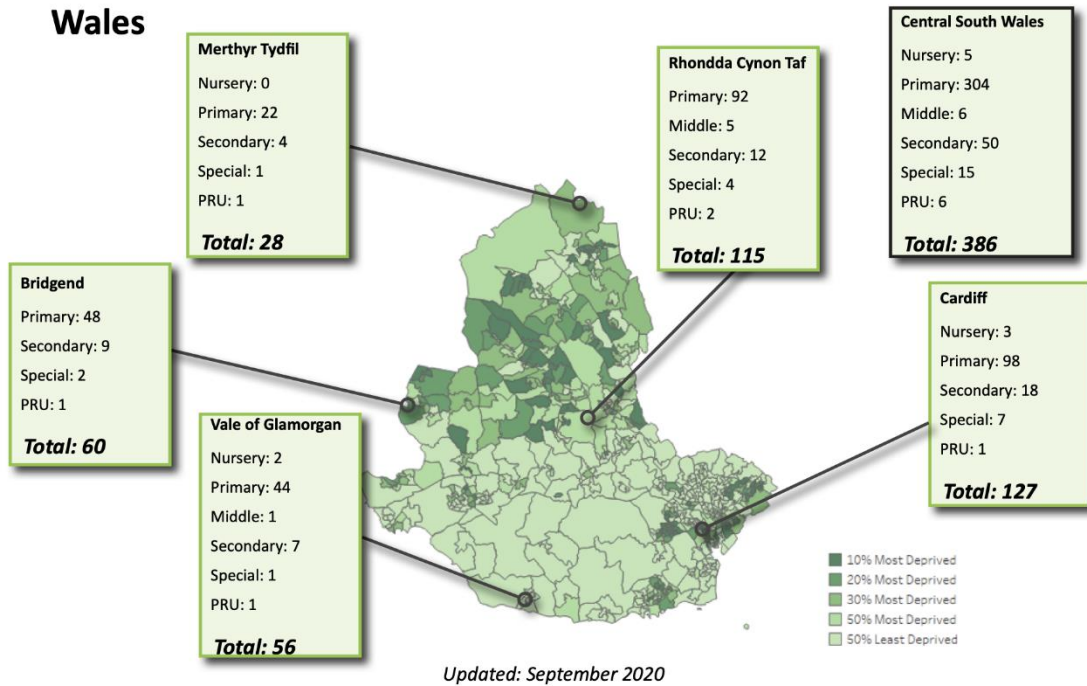 Wales
Merthyr Tydfil
Nursery: 0
Primary: 22
Secondary: 4
Special: 1
PRU: 1
Total: 28
Rhondda Cynon Taf
Primary: 92
Middle: 5
Secondary: 12
Special: 4
PRU: 2
Total: 115
Central South Wales
Nursery: 5
Primary: 304
Middle: 6
Secondary: 50
Special: 15
PRU: 6
Total: 386
Bridgend
Primary: 48
Secondary: 9
Special: 2
PRU: 1
Total: 60
Vale of Glamorgan
Nursery: 2
Primary: 44
Middle: 1
Secondary: 7
Special: 1
PRU: 1
Total: 56
Cardiff
Nursery: 3
Primary: 98
Secondary: 18
Special: 7
PRU: 1
Total: 127
10% Most Deprived
20% Most Deprived
30% Most Deprived
50% Most Deprived
50% Least Deprived
Updated: September 2020